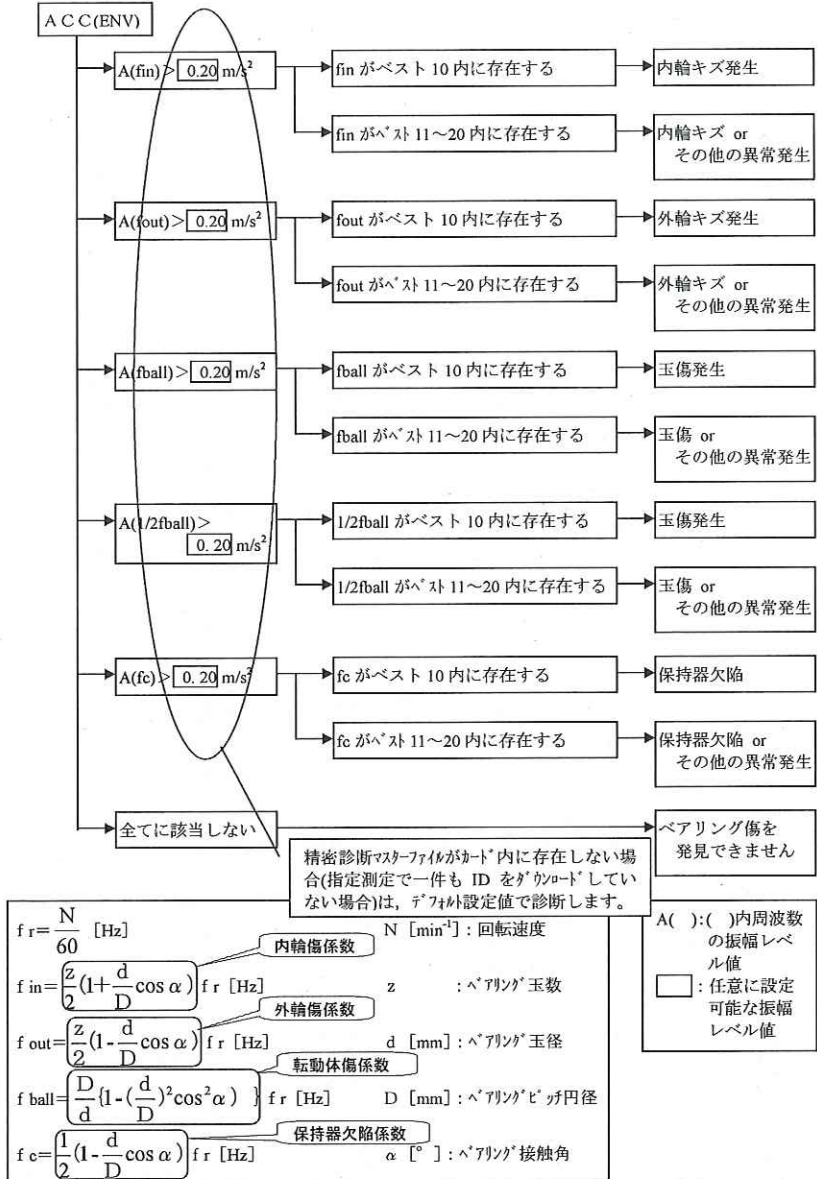 ＡＣＣ(ENV)
A(fin)＞ 0.20 m/s²
fin がベスト 10 内に存在する
内輪キズ発生
fin がﾍﾞｽﾄ 11～20 内に存在する
内輪キズ or
その他の異常発生
A(fout)＞ 0.20 m/s²
fout がベスト 10 内に存在する
外輪キズ発生
fout がﾍﾞｽﾄ 11～20 内に存在する
外輪キズ or
その他の異常発生
A(fball)＞ 0.20 m/s²
fball がベスト 10 内に存在する
玉傷発生
fball がﾍﾞｽﾄ 11～20 内に存在する
玉傷 or
その他の異常発生
A(1/2fball)＞
0. 20 m/s²
1/2fball がベスト 10 内に存在する
玉傷発生
1/2fball がﾍﾞｽﾄ 11～20 内に存在する
玉傷 or
その他の異常発生
A(fc)＞ 0. 20 m/s²
fc がベスト 10 内に存在する
保持器欠陥
fc がﾍﾞｽﾄ 11～20 内に存在する
保持器欠陥 or
その他の異常発生
全てに該当しない
ベアリング傷を
発見できません
精密診断ﾏｽﾀｰﾌｧｲﾙがｶｰﾄﾞ内に存在しない場
合(指定測定で一件も ID をﾀﾞｳﾝﾛｰﾄﾞしてい
ない場合)は，ﾃﾞﾌｫﾙﾄ設定値で診断します。
f r=N/60 [Hz]
N [min⁻¹]：回転速度
内輪傷係数
f in=z/2(1+d/D cos α) f r [Hz]
z ：ﾍﾞｱﾘﾝｸﾞ玉数
外輪傷係数
f out=z/2(1-d/D cos α) f r [Hz]
d [mm]：ﾍﾞｱﾘﾝｸﾞ玉径
転動体傷係数
f ball=D/d{1-(d/D)²cos²α) } f r [Hz]
D [mm]：ﾍﾞｱﾘﾝｸﾞﾋﾟｯﾁ円径
保持器欠陥係数
f c=1/2(1-d/D cos α) f r [Hz]
α [°]：ﾍﾞｱﾘﾝｸﾞ接触角
A( )：( )内周波数
の振幅レベ
ル値
：任意に設定
可能な振幅
レベル値